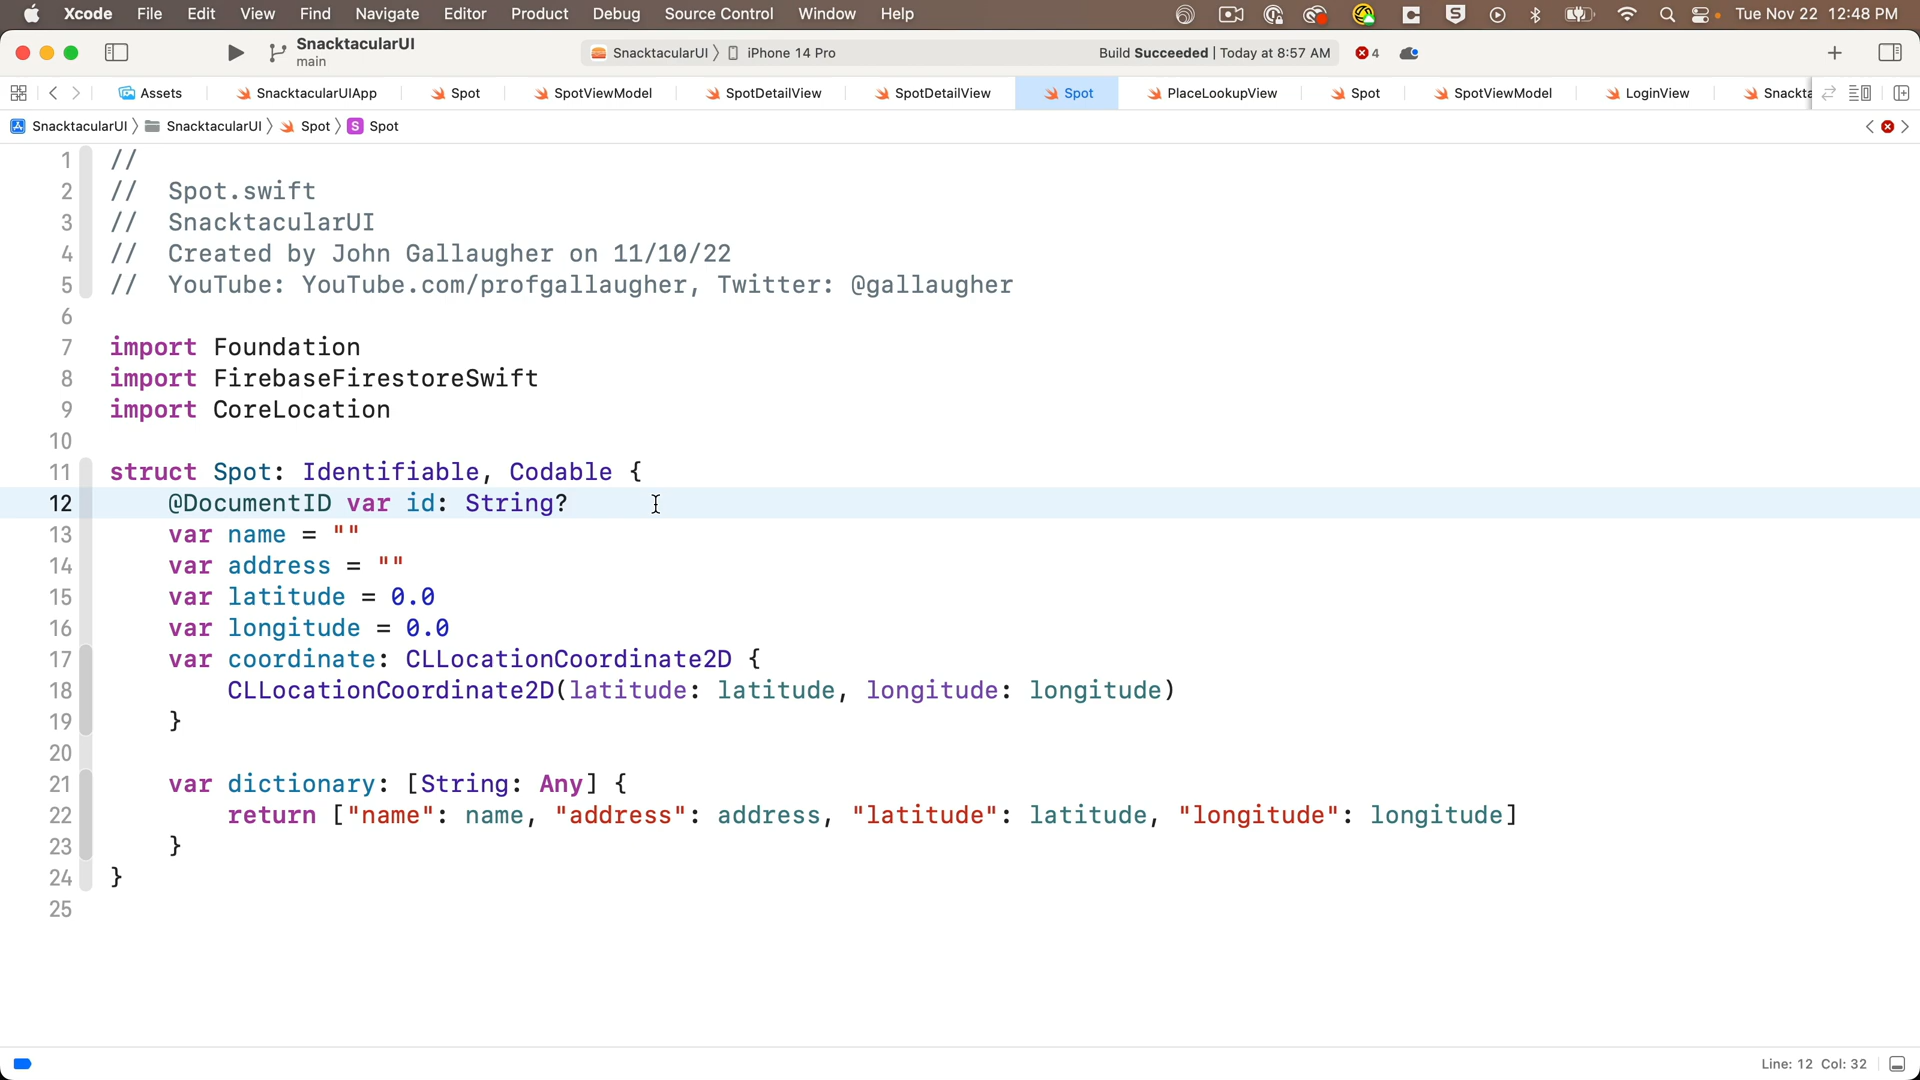 Xcode File Edit View Find Navigate Editor Product Debug Source Control Window Help Tue Nov 22 12:48 PM
SnacktacularUI
main
SnacktacularUI 〉 iPhone 14 Pro
Build Succeeded | Today at 8:57 AM 4
Assets SnacktacularUIApp Spot SpotViewModel SpotDetailView SpotDetailView Spot PlaceLookupView Spot SpotViewModel LoginView Snackta
SnacktacularUI 〉 SnacktacularUI 〉 Spot 〉 S Spot
1 //
2 //  Spot.swift
3 //  SnacktacularUI
4 //  Created by John Gallaugher on 11/10/22
5 //  YouTube: YouTube.com/profgallaugher, Twitter: @gallaugher
6
7 import Foundation
8 import FirebaseFirestoreSwift
9 import CoreLocation
10
11 struct Spot: Identifiable, Codable {
12     @DocumentID var id: String?
13     var name = ""
14     var address = ""
15     var latitude = 0.0
16     var longitude = 0.0
17     var coordinate: CLLocationCoordinate2D {
18         CLLocationCoordinate2D(latitude: latitude, longitude: longitude)
19     }
20
21     var dictionary: [String: Any] {
22         return ["name": name, "address": address, "latitude": latitude, "longitude": longitude]
23     }
24 }
25
Line: 12 Col: 32